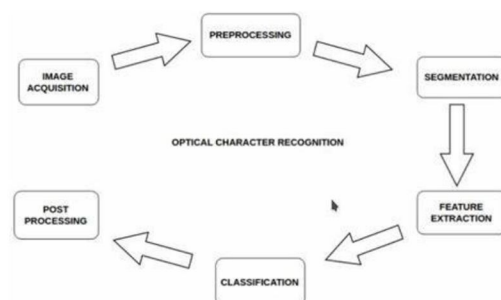 PREPROCESSING
IMAGE
ACQUISITION
SEGMENTATION
OPTICAL CHARACTER RECOGNITION
FEATURE
EXTRACTION
POST
PROCESSING
CLASSIFICATION